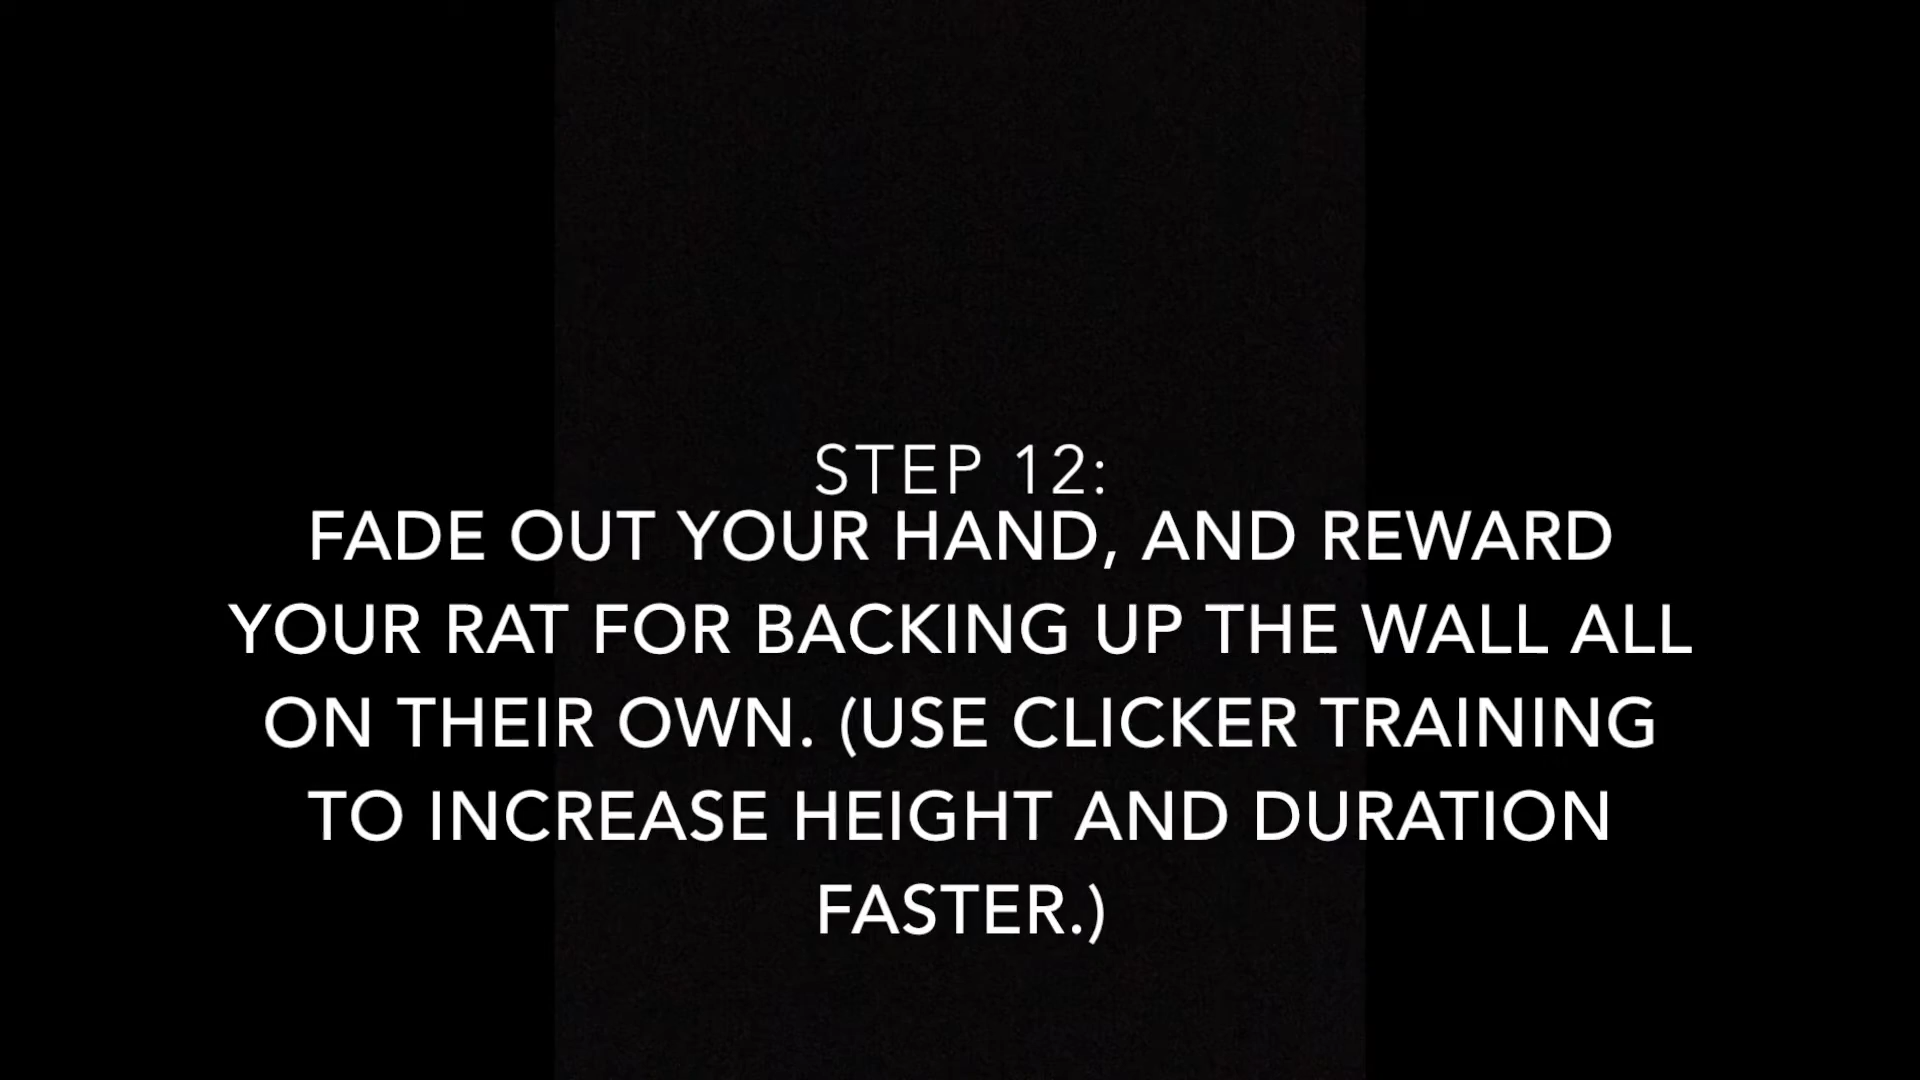 STEP 12:
FADE OUT YOUR HAND, AND REWARD
YOUR RAT FOR BACKING UP THE WALL ALL
ON THEIR OWN. (USE CLICKER TRAINING
TO INCREASE HEIGHT AND DURATION
FASTER.)